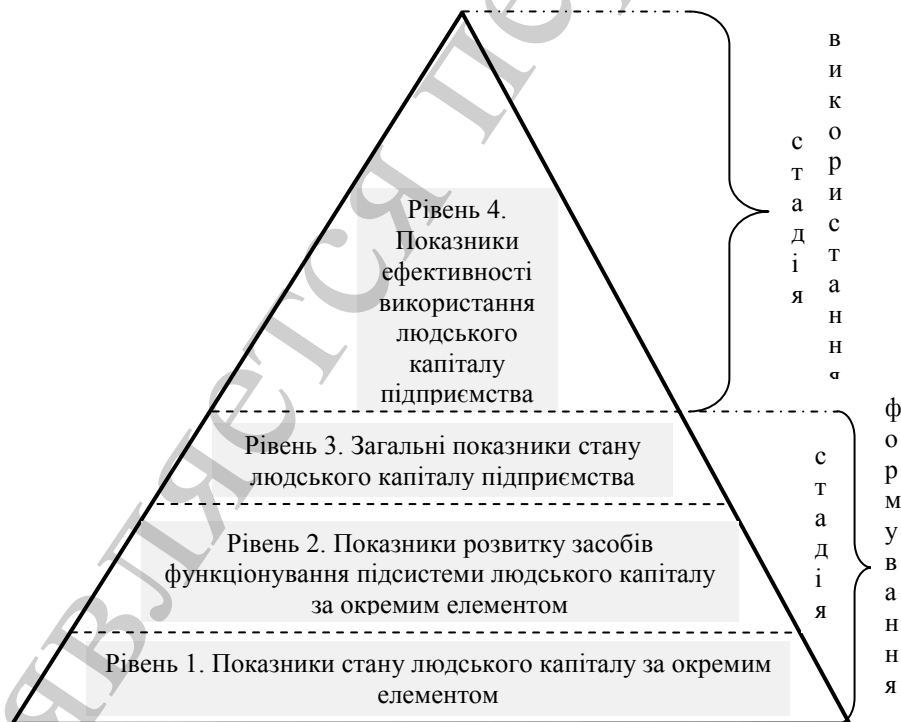 Рівень 4.
Показники
ефективності
використання
людського
капіталу
підприємства
Рівень 3. Загальні показники стану
людського капіталу підприємства
Рівень 2. Показники розвитку засобів
функціонування підсистеми людського капіталу
за окремим елементом
Рівень 1. Показники стану людського капіталу за окремим
елементом
стадія
використання
стадія
формування